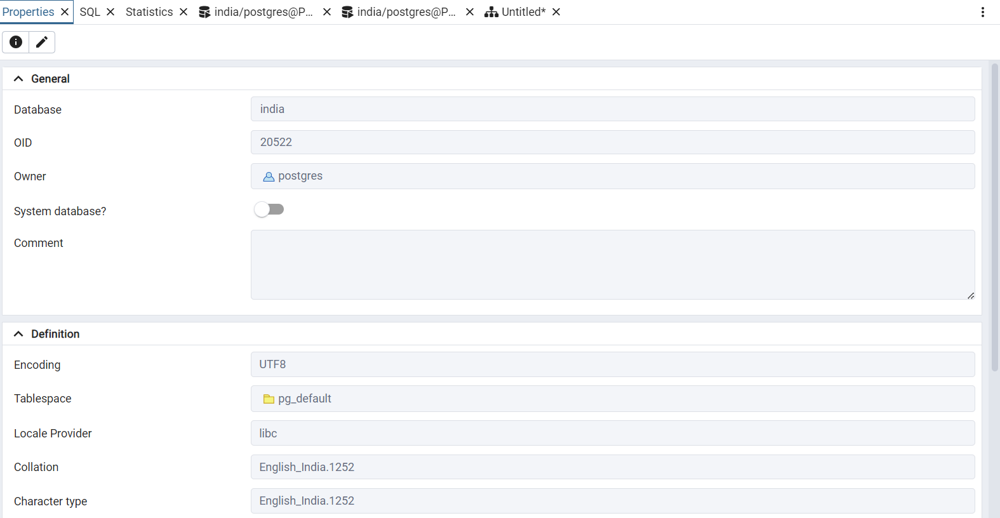 Properties SQL Statistics india/postgres@P... india/postgres@P... Untitled*
General
Database india
OID 20522
Owner postgres
System database?
Comment
Definition
Encoding UTF8
Tablespace pg_default
Locale Provider libc
Collation English_India.1252
Character type English_India.1252